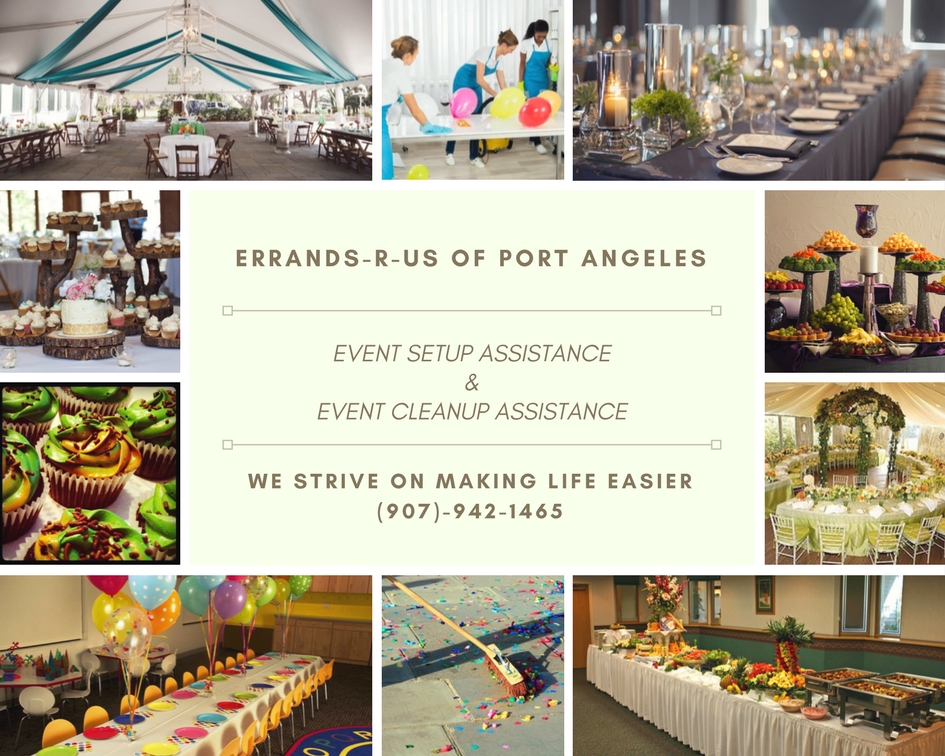 ERRANDS-R-US OF PORT ANGELES
EVENT SETUP ASSISTANCE
&
EVENT CLEANUP ASSISTANCE
WE STRIVE ON MAKING LIFE EASIER
(907)-942-1465